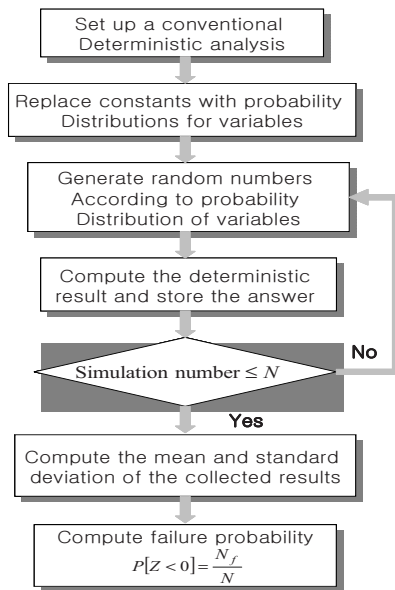 Set up a conventional
Deterministic analysis
Replace constants with probability
Distributions for variables
Generate random numbers
According to probability
Distribution of variables
Compute the deterministic
result and store the answer
Simulation number ≤ N
No
Yes
Compute the mean and standard
deviation of the collected results
Compute failure probability
P[Z < 0] = N_f / N